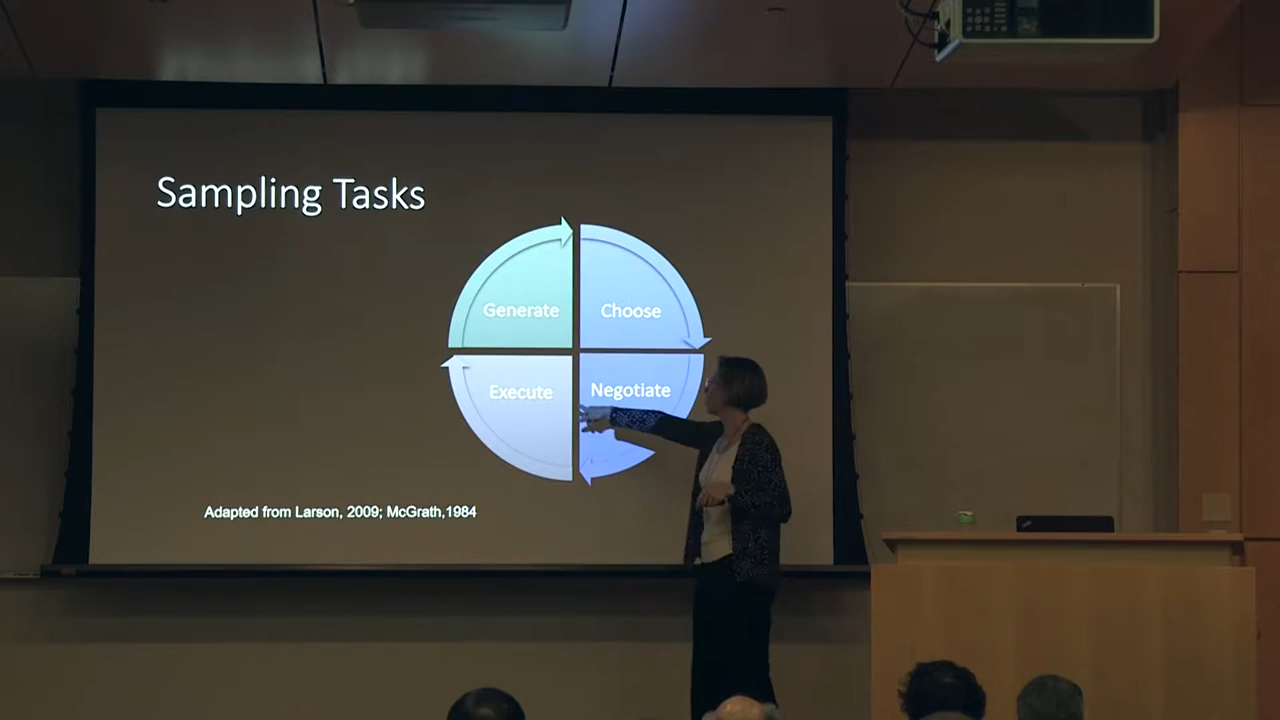 Sampling Tasks
Generate
Choose
Execute
Negotiate
Adapted from Larson, 2009; McGrath,1984